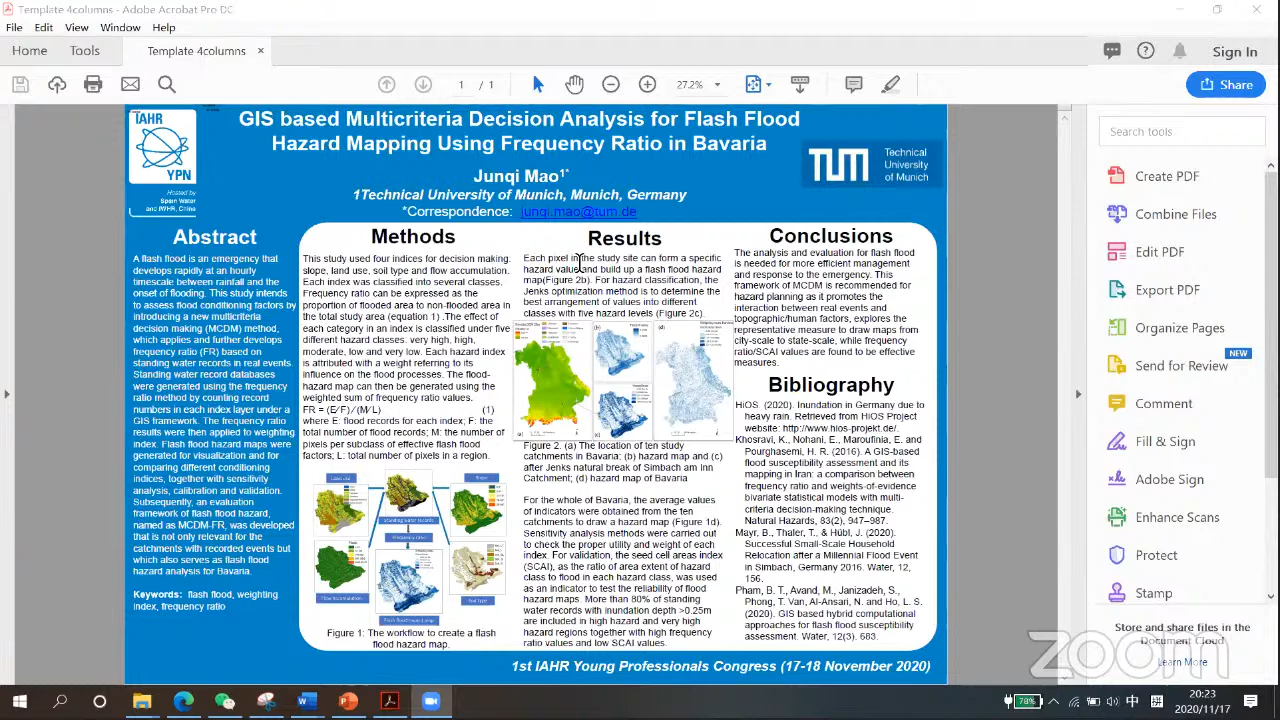 Template 4columns - Adobe Acrobat Pro DC
File Edit View Window Help
Home Tools Template 4columns × Sign In
1 / 1 27.2% Share
IAHR
YPN
Hosted by
Spain Water
and IWHR, China
GIS based Multicriteria Decision Analysis for Flash Flood
Hazard Mapping Using Frequency Ratio in Bavaria
Junqi Mao1*
1Technical University of Munich, Munich, Germany
*Correspondence: junqi.mao@tum.de
TUM
Technical
University
of Munich
Abstract
A flash flood is an emergency that
develops rapidly at an hourly
timescale between rainfall and the
onset of flooding. This study intends
to assess flood conditioning factors by
introducing a new multicriteria
decision making (MCDM) method,
which applies and further develops
frequency ratio (FR) based on
standing water records in real events.
Standing water record databases
were generated using the frequency
ratio method by counting record
numbers in each index layer under a
GIS framework. The frequency ratio
results were then applied to weighting
index. Flash flood hazard maps were
generated for visualization and for
comparing different conditioning
indices, together with sensitivity
analysis, calibration and validation.
Subsequently, an evaluation
framework of flash flood hazard,
named as MCDM-FR, was developed
that is not only relevant for the
catchments with recorded events but
which also serves as flash flood
hazard analysis for Bavaria.
Keywords: flash flood, weighting
index, frequency ratio
Methods
This study used four indices for decision making:
slope, land use, soil type and flow accumulation.
Each index was classified into several classes.
Frequency ratio can be expressed as the
proportion of flooded area to non-flooded area in
the total study area (equation 1) .The effect of
each category in an index is classified under five
different hazard classes: very high, high,
moderate, low and very low. Each hazard index
is attributed with a weight referring to its
influence on the flood processes. The flood-
hazard map can then be generated using the
weighted sum of frequency ratio values.
FR = (E/F)/(M/L) (1)
where E: flood records for each index; F: the
total number of flood records; M: the number of
pixels per subclass of effective flash flood
factors; L: total number of pixels in a region.
Land use
Slope
Standing water records
Frequency ratio
Flow accumulation
Soil type
Flash flood hazard map
Figure 1: The workflow to create a flash
flood hazard map.
Results
Each pixel in the study site can form a specific
hazard value and build up a flash flood hazard
map(Figure 2b). For hazard classification, the
Jenks optimization method is to determine the
best arrangement of values into different
classes with five hazard levels (Figure 2c).
Figure 2. (a) The location of ten study
catchments in Bavaria; (b) hazard map and (c)
after Jenks natural break of Simbach am Inn
Catchment; (d) hazard map of Bavaria
For the whole of Bavaria, the average values
of indicators were obtained from the ten
catchments to draw a hazard map (Figure 1d).
Sensitivity analysis methods were carried out
to check the proper utility and weight of each
index. For validation, the seed cell areas index
(SCAI), as the ratio of area extent of hazard
class to flood in each hazard class, was used
as an indicator to test the reliability of flood
hazard maps. More than 80% of standing
water records with inundation depth >0.25m
are included in high hazard and very high
hazard regions together with high frequency
ratio values and low SCAI values.
Conclusions
The analysis and evaluation for flash flood
is needed for more efficient management
and response to the emergency. This
framework of MCDM is recommended for
hazard planning as it promotes the
interaction between real events and
topographic/human factors, explores the
representative measure to draw maps from
city-scale to state-scale, while frequency
ratio/SCAI values are found to be effective
measures.
Bibliography
HiOS. (2020). Inundation in Germany due to
heavy rain. Retrieved from HiOS Project
website: http://www.hios-projekt.de/.
Khosravi, K., Nohani, E., Maroufinia, E. and
Pourghasemi, H. R. (2016). A GIS-based
flood susceptibility assessment and its
mapping in Iran: a comparison between
frequency ratio and weights-of-evidence
bivariate statistical models with multi-
criteria decision-making technique.
Natural Hazards, 83(2), 947–987.
Mayr, B., Thaler, T., & Hübl, J. (2020).
Successful Small-Scale Household
Relocation after a Millennial Flood Event
in Simbach, Germany 2016. Water, 12,
156.
Pham, B. T., Avand, M., Janizadeh, S.,
Phong, T. Van, Al-Ansari, N. and Ho, L. S.
(2020). GIS based hybrid computational
approaches for flash flood susceptibility
assessment. Water, 12(3). 683.
1st IAHR Young Professionals Congress (17-18 November 2020)
Search tools
Create PDF
Combine Files
Edit PDF
Export PDF
Organize Pages
NEW
Send for Review
Comment
Fill & Sign
Adobe Sign
Enhance Scans
Protect
Stamp
Store and share files in the
Document Cloud
Learn More
zoom
78% 中 20:23
2020/11/17